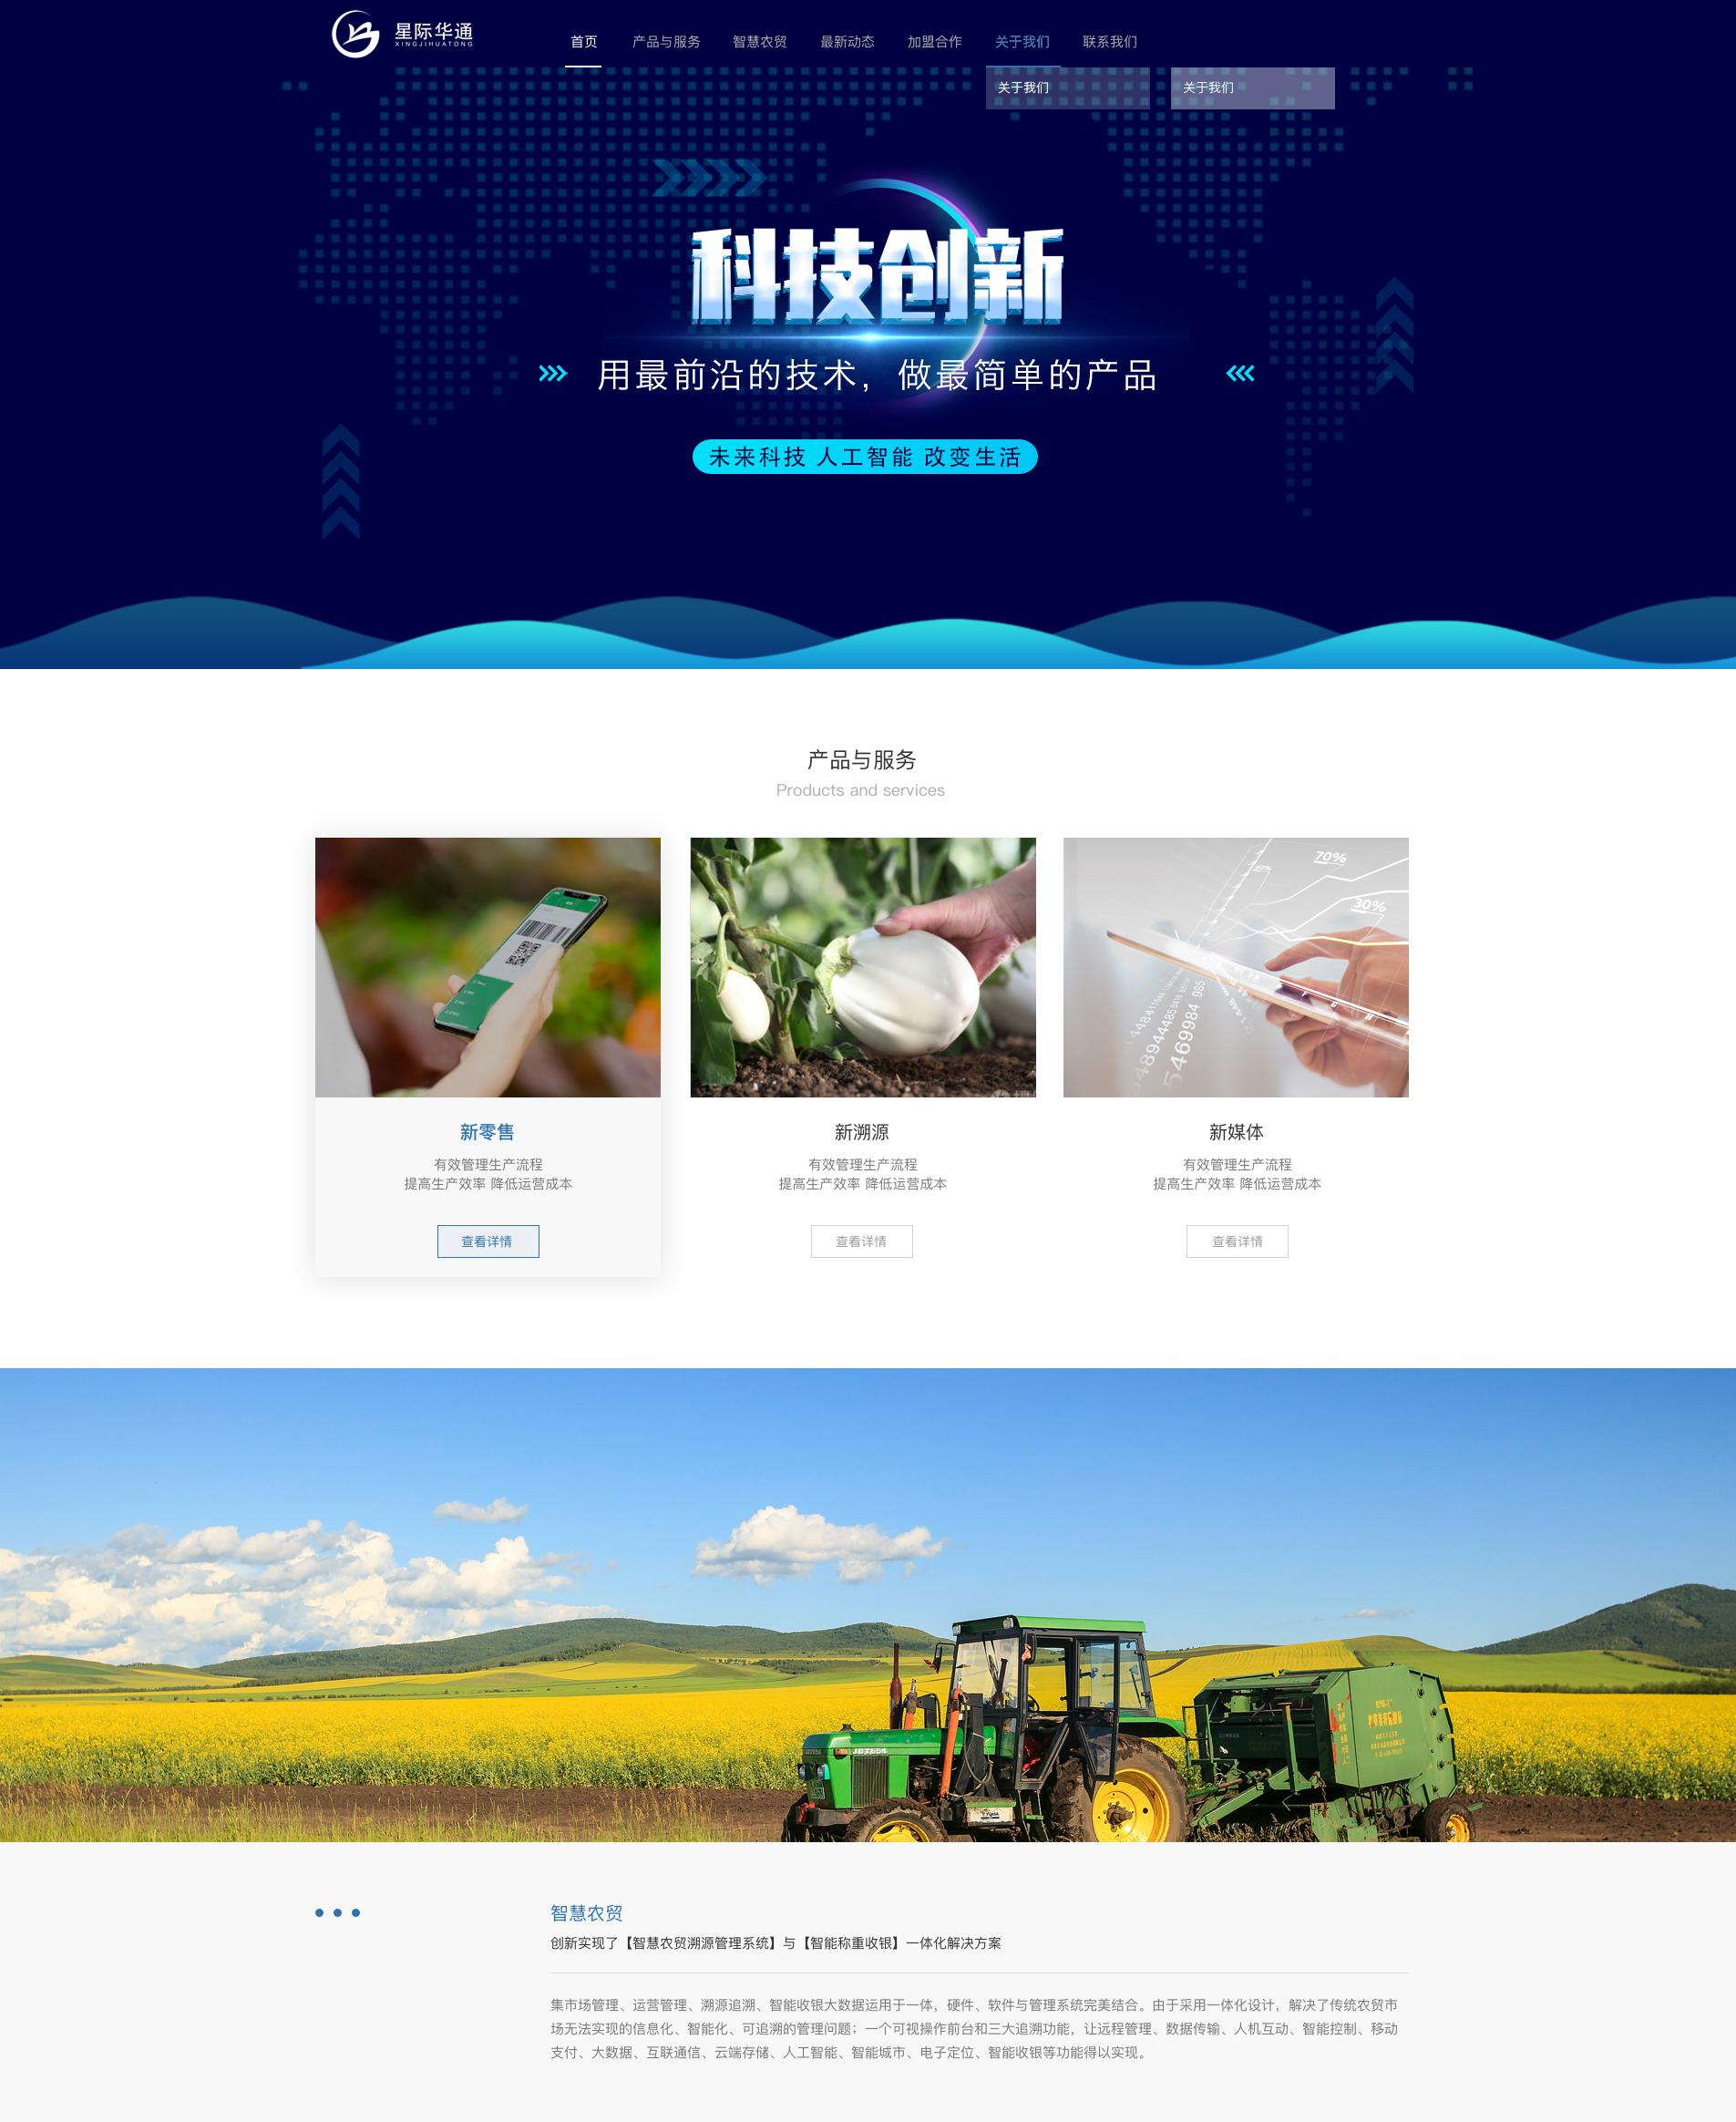 星际华通
XINGJIHUATONG
首页 产品与服务 智慧农贸 最新动态 加盟合作 关于我们 联系我们
关于我们 关于我们
科技创新
用最前沿的技术，做最简单的产品
未来科技 人工智能 改变生活
产品与服务
Products and services
70%
30%
5469984 985
新零售 新溯源 新媒体
有效管理生产流程 有效管理生产流程 有效管理生产流程
提高生产效率 降低运营成本 提高生产效率 降低运营成本 提高生产效率 降低运营成本
查看详情 查看详情 查看详情
智慧农贸
创新实现了【智慧农贸溯源管理系统】与【智能称重收银】一体化解决方案
集市场管理、运营管理、溯源追溯、智能收银大数据运用于一体，硬件、软件与管理系统完美结合。由于采用一体化设计，解决了传统农贸市
场无法实现的信息化、智能化、可追溯的管理问题；一个可视操作前台和三大追溯功能，让远程管理、数据传输、人机互动、智能控制、移动
支付、大数据、互联通信、云端存储、人工智能、智能城市、电子定位、智能收银等功能得以实现。